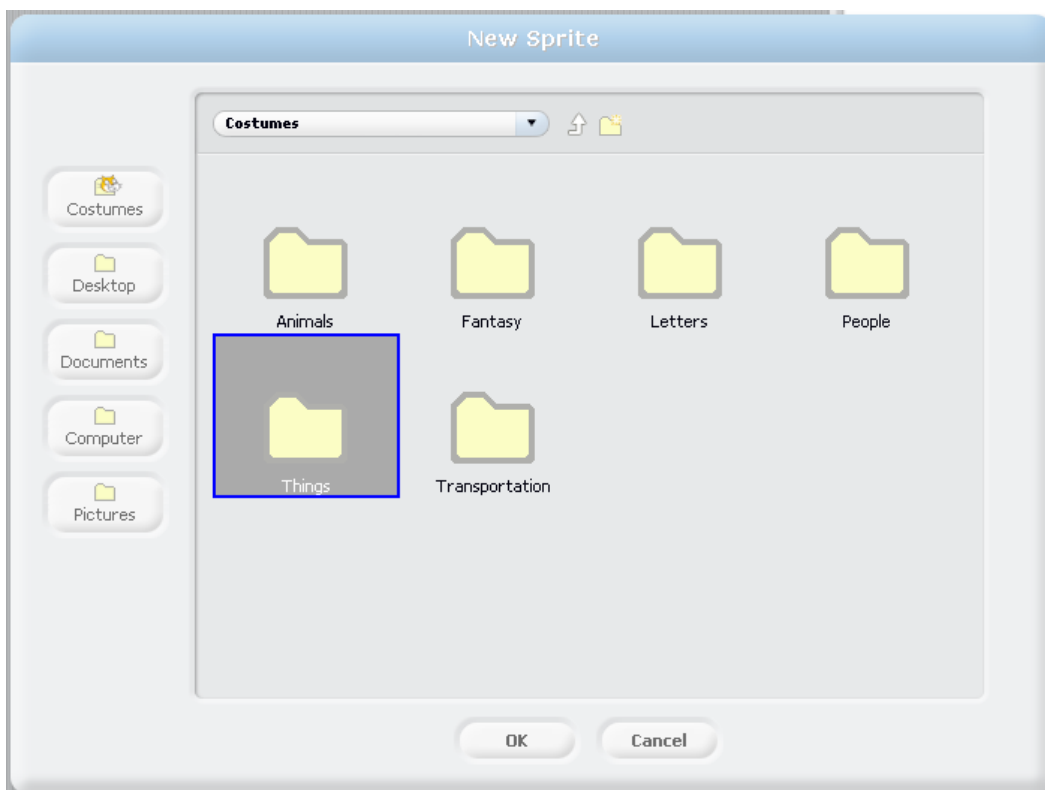 New Sprite
Costumes
Costumes
Desktop
Documents
Computer
Pictures
Animals
Fantasy
Letters
People
Things
Transportation
OK
Cancel